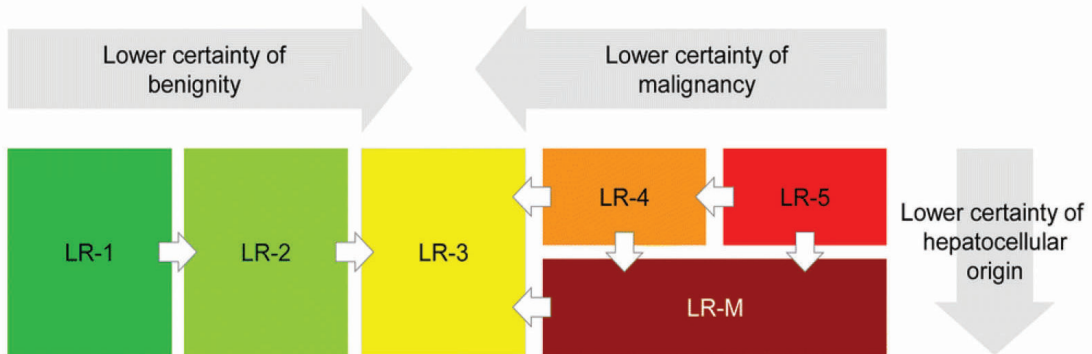 Lower certainty of
benignity
Lower certainty of
malignancy
LR-1
LR-2
LR-3
LR-4
LR-5
LR-M
Lower certainty of
hepatocellular
origin